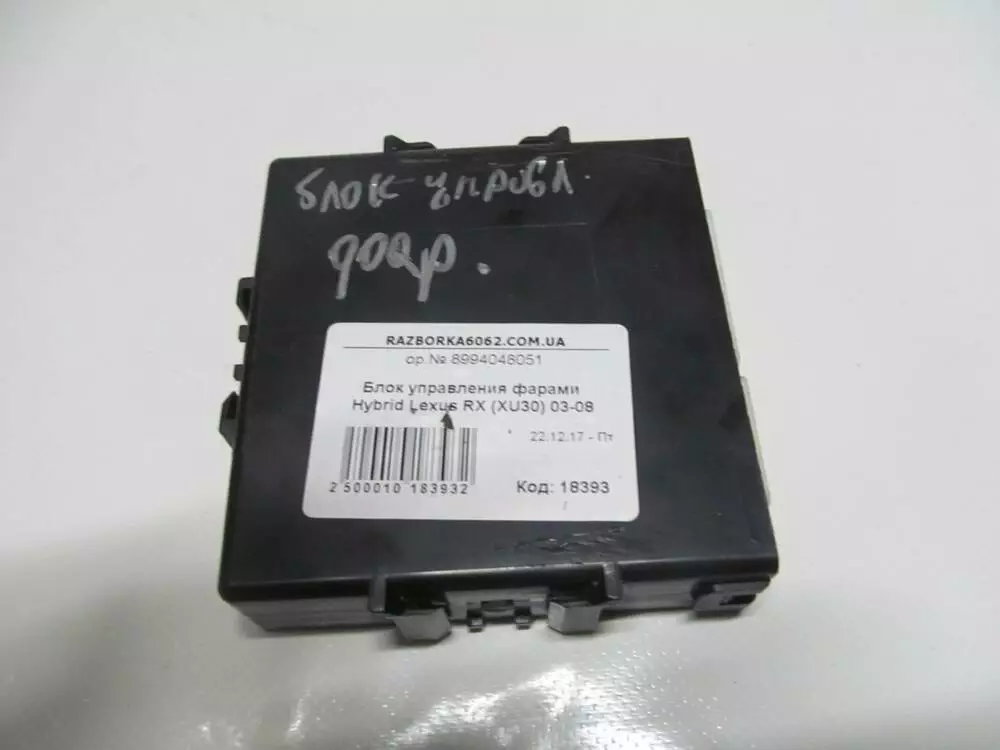 блок управл.
фар.
RAZBORKA6062.COM.UA
ор.№ 8994048051
Блок управления фарами
Hybrid Lexus RX (XU30) 03-08
22.12.17 - Пт
2 500010 183932
Код: 18393